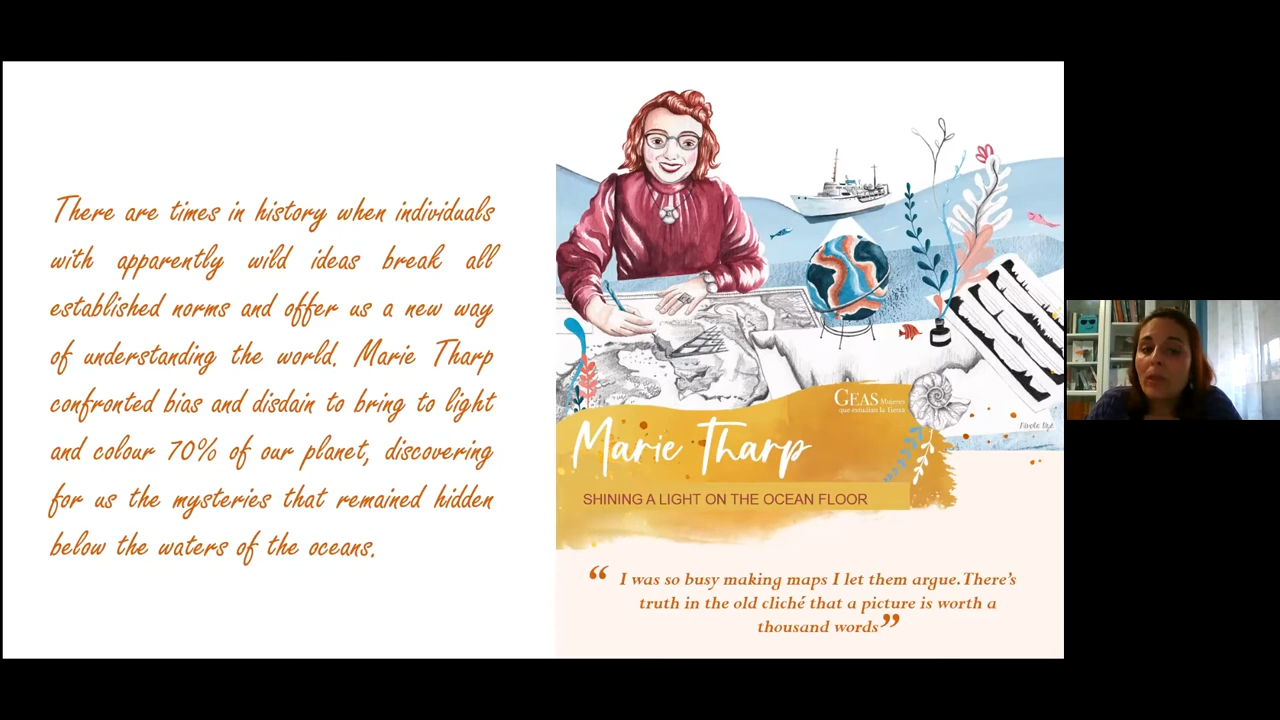 There are times in history when individuals
with apparently wild ideas break all
established norms and offer us a new way
of understanding the world. Marie Tharp
confronted bias and disdain to bring to light
and colour 70% of our planet, discovering
for us the mysteries that remained hidden
below the waters of the oceans.
GEAS Mujeres
que estudian la Tierra
Marie Tharp
SHINING A LIGHT ON THE OCEAN FLOOR
“ I was so busy making maps I let them argue.There's
truth in the old cliché that a picture is worth a
thousand words”